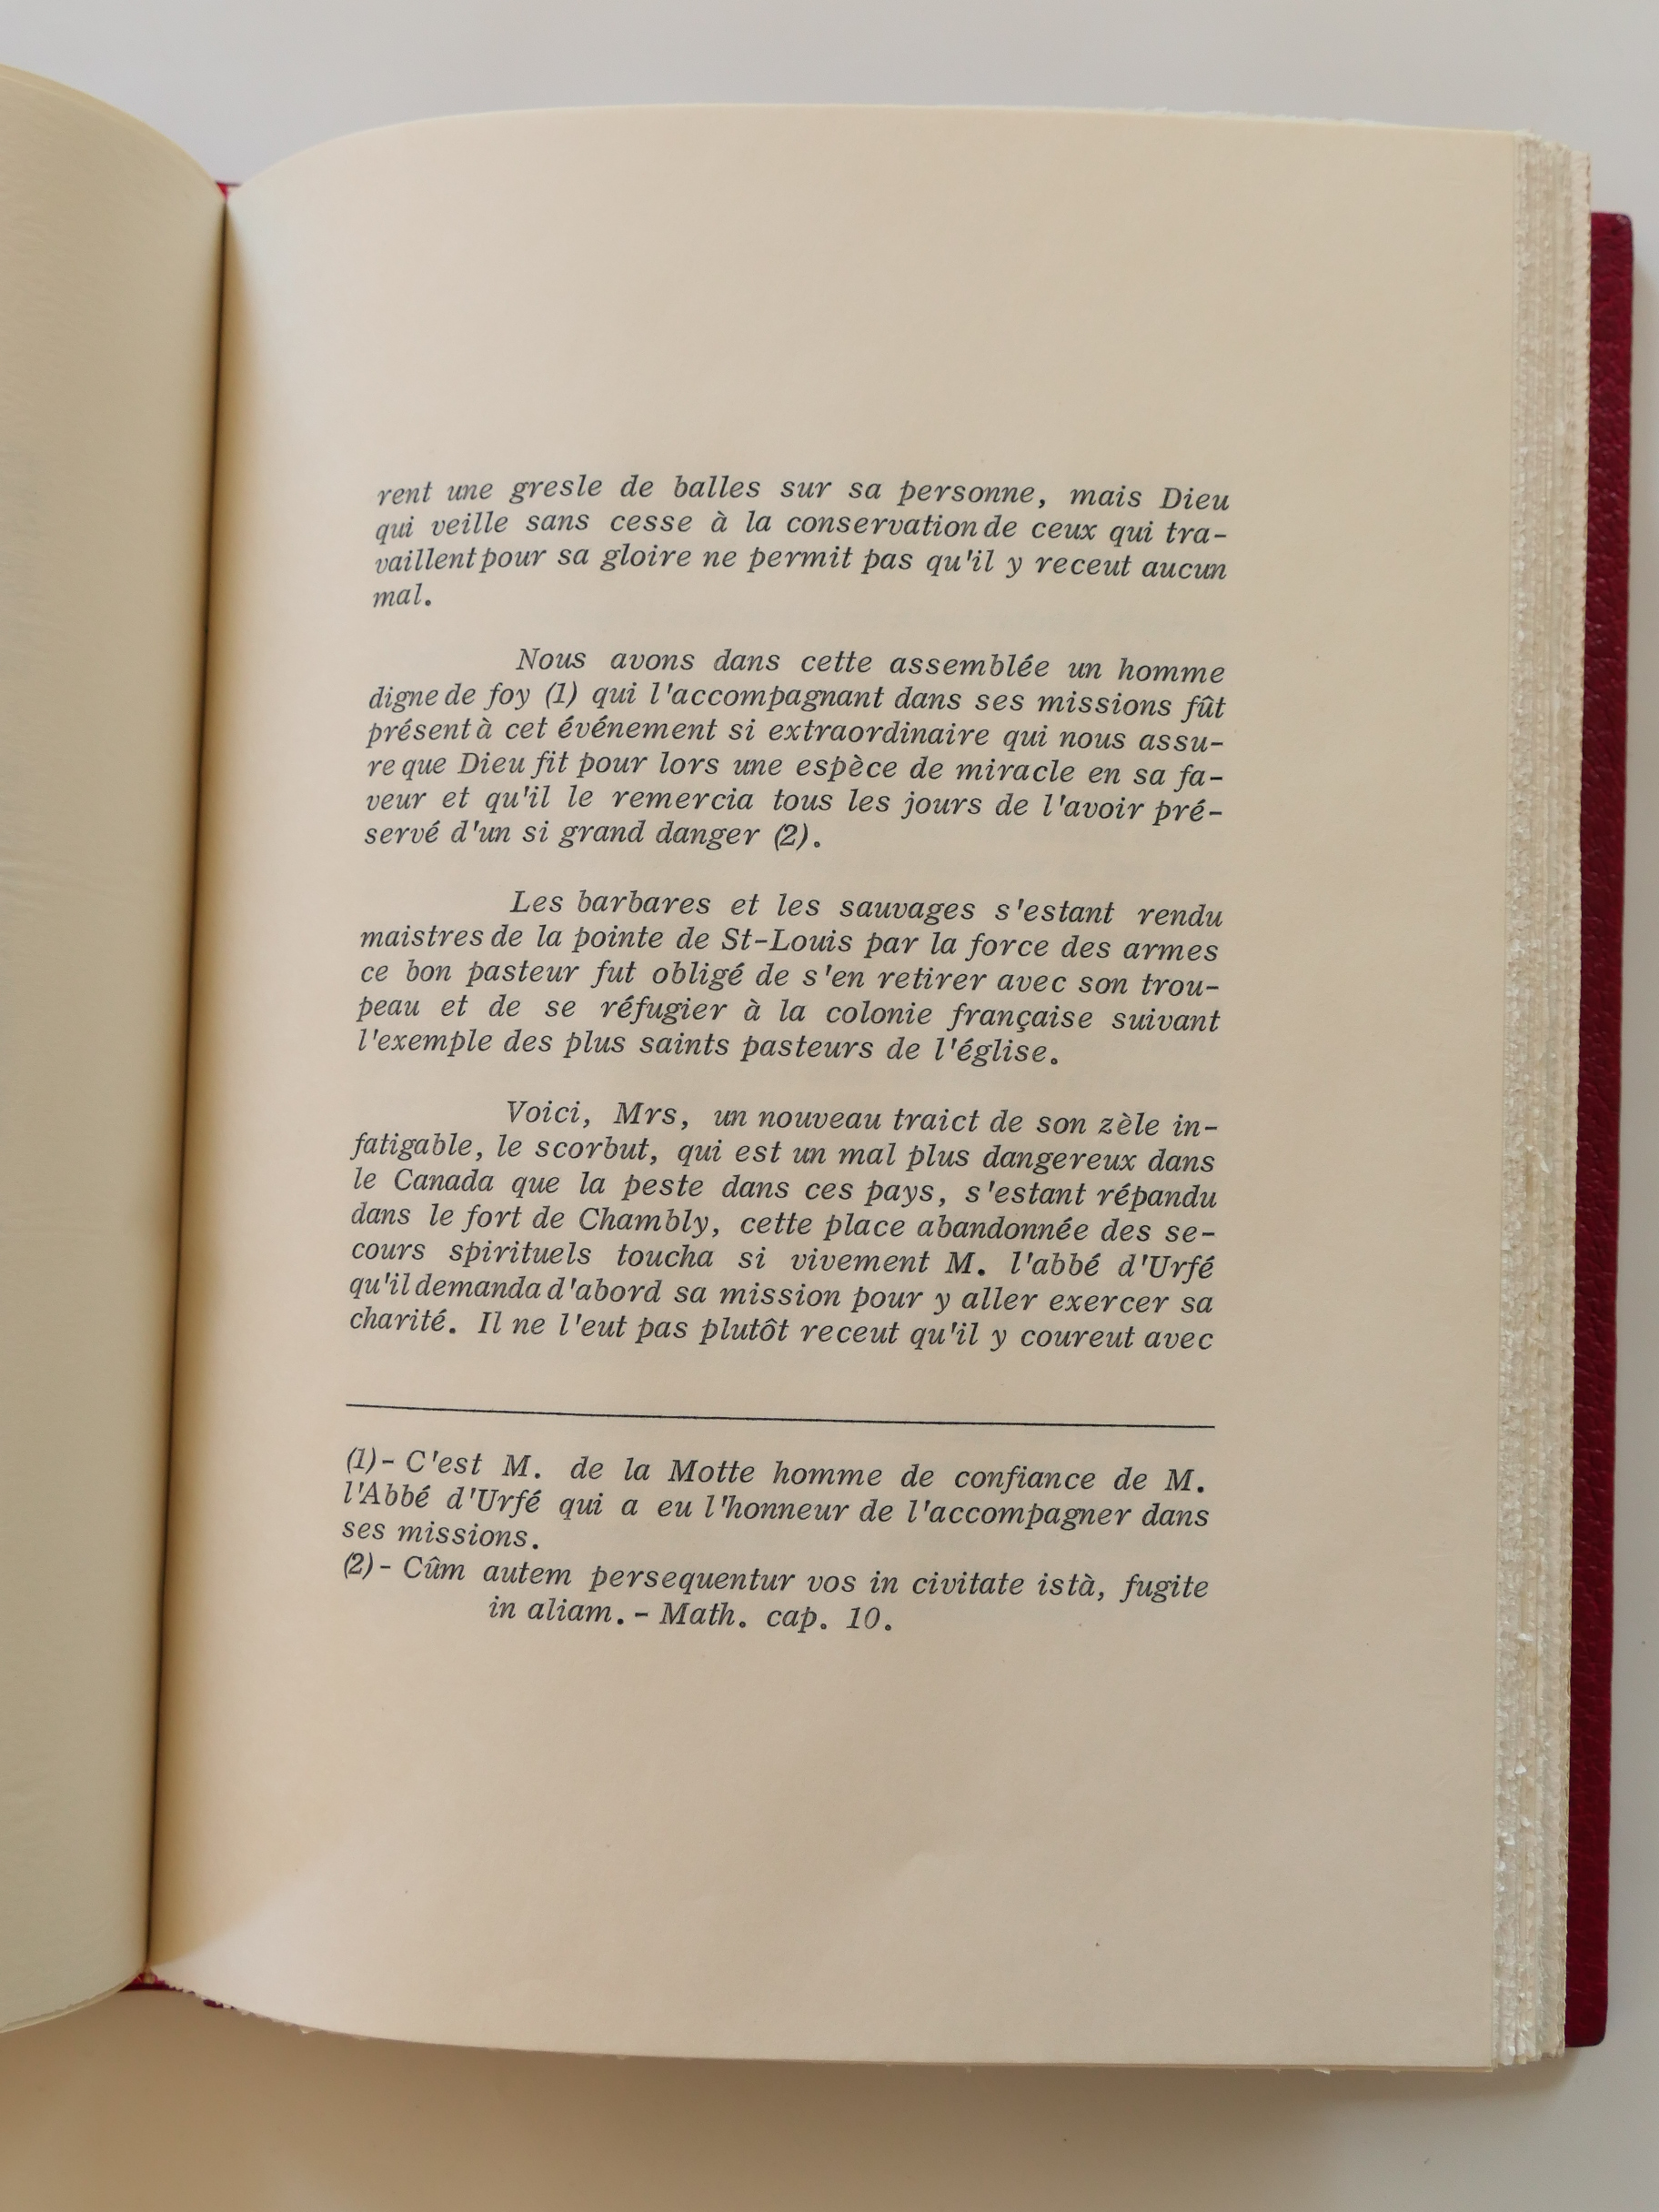 rent une gresle de balles sur sa personne, mais Dieu
qui veille sans cesse à la conservation de ceux qui tra-
vaillent pour sa gloire ne permit pas qu'il y receut aucun
mal.
Nous avons dans cette assemblée un homme
digne de foy (1) qui l'accompagnant dans ses missions fût
présent à cet événement si extraordinaire qui nous assu-
re que Dieu fit pour lors une espèce de miracle en sa fa-
veur et qu'il le remercia tous les jours de l'avoir pré-
servé d'un si grand danger (2).
Les barbares et les sauvages s'estant rendu
maistres de la pointe de St-Louis par la force des armes
ce bon pasteur fut obligé de s'en retirer avec son trou-
peau et de se réfugier à la colonie française suivant
l'exemple des plus saints pasteurs de l'église.
Voici, Mrs, un nouveau traict de son zèle in-
fatigable, le scorbut, qui est un mal plus dangereux dans
le Canada que la peste dans ces pays, s'estant répandu
dans le fort de Chambly, cette place abandonnée des se-
cours spirituels toucha si vivement M. l'abbé d'Urfé
qu'il demanda d'abord sa mission pour y aller exercer sa
charité. Il ne l'eut pas plutôt receut qu'il y coureut avec
(1)- C'est M. de la Motte homme de confiance de M.
l'Abbé d'Urfé qui a eu l'honneur de l'accompagner dans
ses missions.
(2)- Cûm autem persequentur vos in civitate istà, fugite
in aliam. - Math. cap. 10.